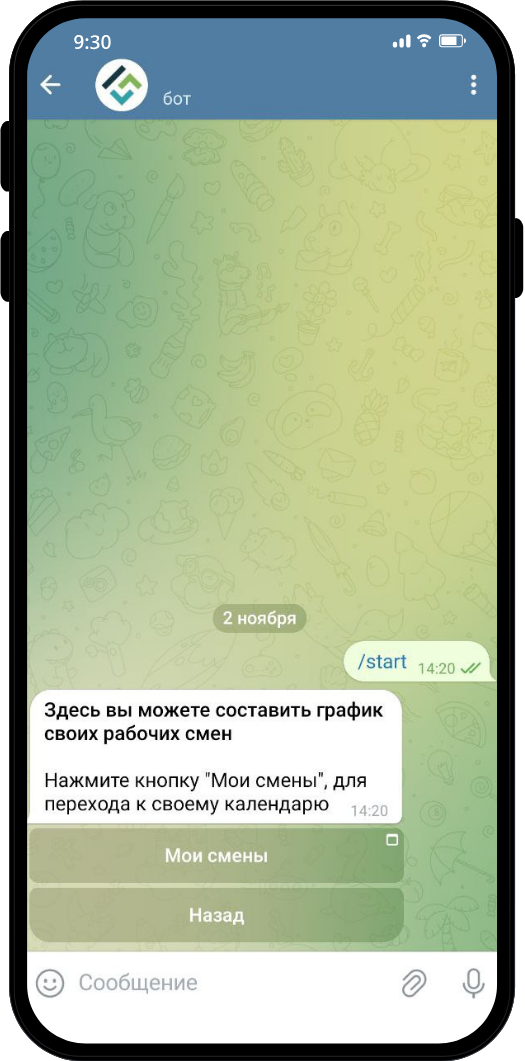 9:30
бот
2 ноября
/start 14:20
Здесь вы можете составить график
своих рабочих смен
Нажмите кнопку "Мои смены", для
перехода к своему календарю 14:20
Мои смены
Назад
Сообщение